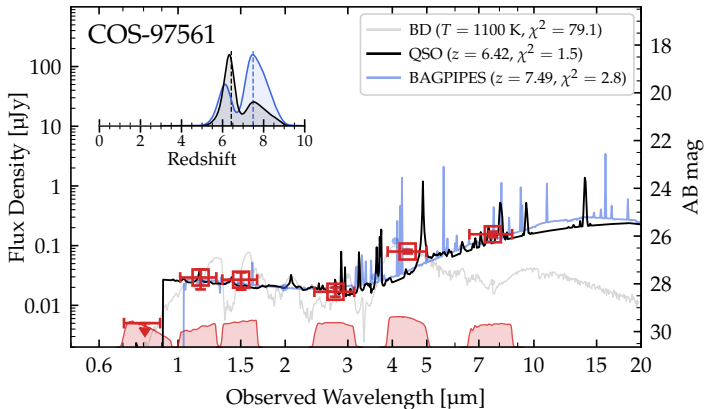 COS-97561
BD (T = 1100 K, χ² = 79.1)
QSO (z = 6.42, χ² = 1.5)
BAGPIPES (z = 7.49, χ² = 2.8)
0 2 4 6 8 10
Redshift
Flux Density [μJy]
100
10
1
0.1
0.01
AB mag
18
20
22
24
26
28
30
0.6 1 1.5 2 3 4 5 7 10 15 20
Observed Wavelength [μm]